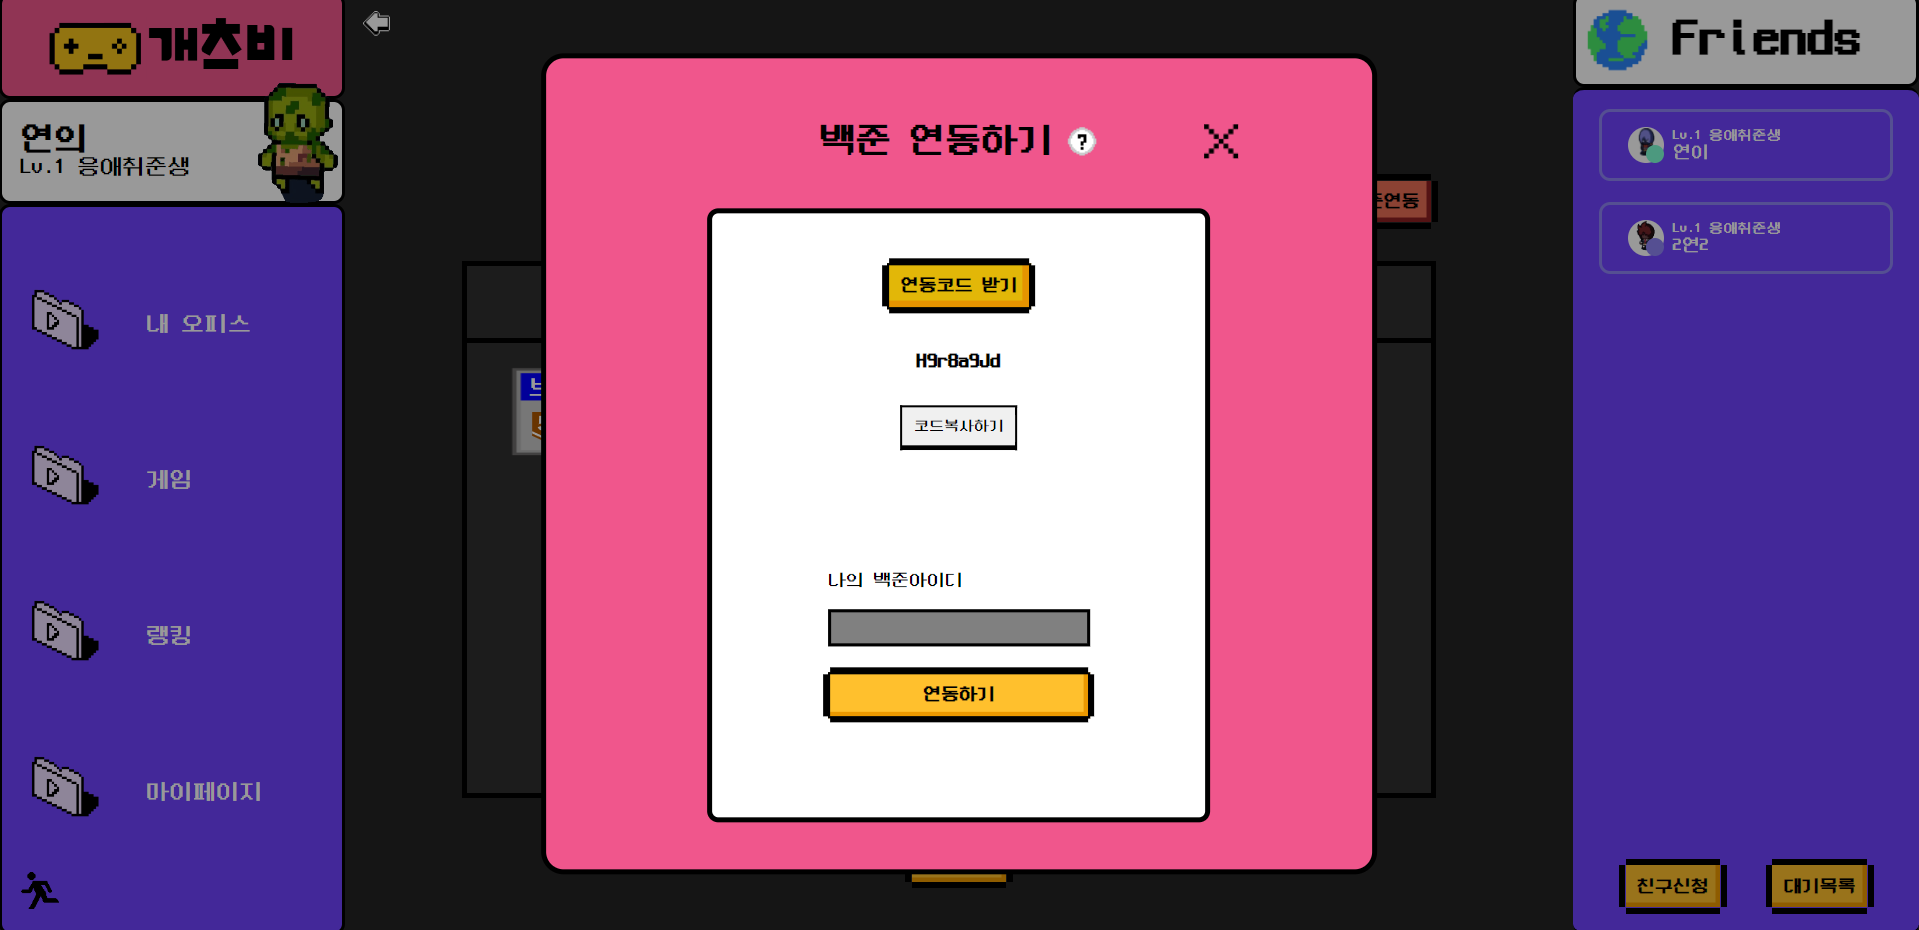 개츠비
연의
Lv.1 응애취준생
내 오피스
게임
랭킹
마이페이지
백준 연동하기 ?
연동코드 받기
H9r8a9Jd
코드복사하기
나의 백준아이디
연동하기
연동
Friends
Lv.1 응애취준생
연이
Lv.1 응애취준생
2연2
친구신청
대기목록